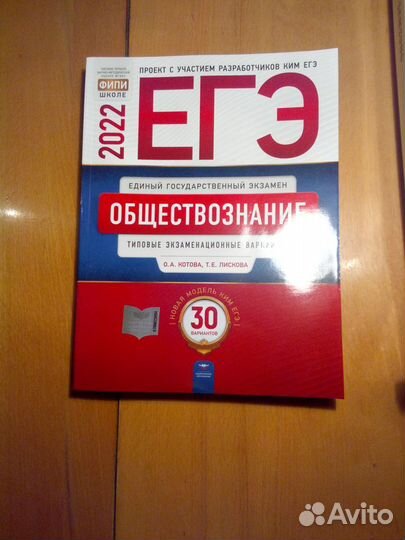 ПРОЕКТ С УЧАСТИЕМ РАЗРАБОТЧИКОВ КИМ ЕГЭ
ФИПИ
ШКОЛЕ
2022
ЕГЭ
ЕДИНЫЙ ГОСУДАРСТВЕННЫЙ ЭКЗАМЕН
ОБЩЕСТВОЗНАНИЕ
ТИПОВЫЕ ЭКЗАМЕНАЦИОННЫЕ
О.А. КОТОВА, Т.Е. ЛИСКОВА
НОВАЯ МОДЕЛЬ КИМ ЕГЭ
30
ВАРИАНТОВ
Avito